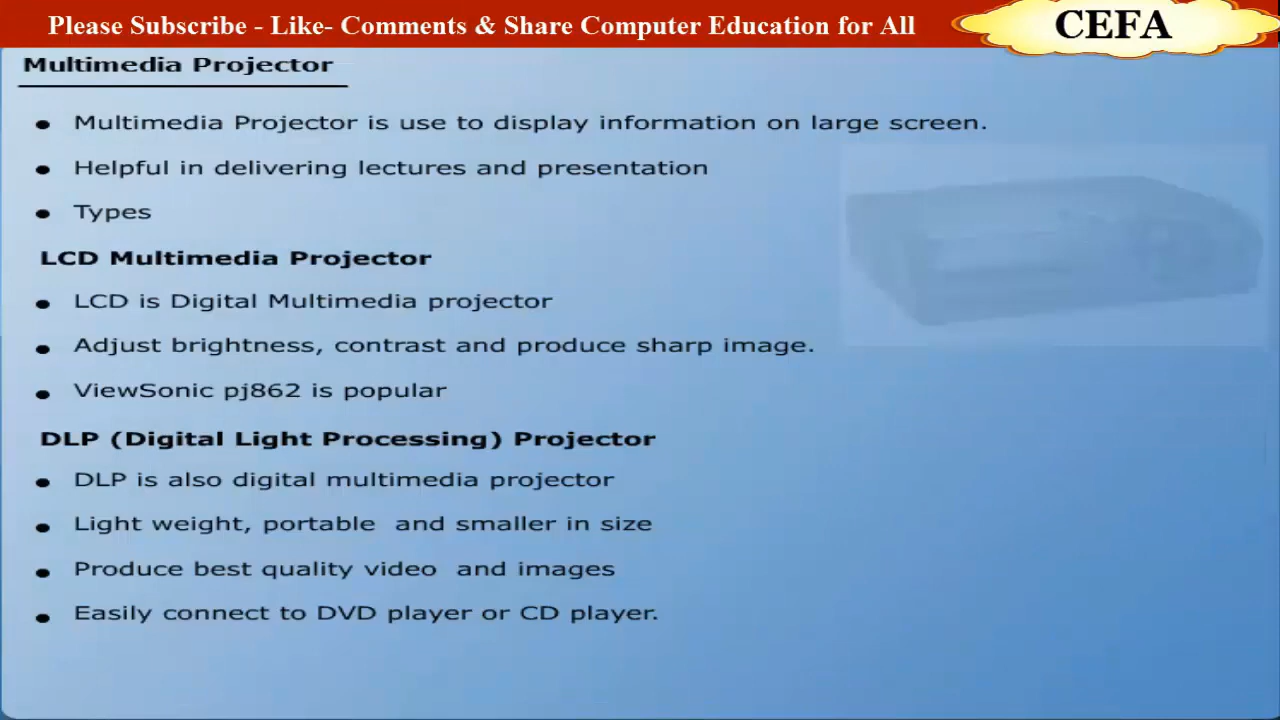 Please Subscribe - Like- Comments & Share Computer Education for All
CEFA
Multimedia Projector
● Multimedia Projector is use to display information on large screen.
● Helpful in delivering lectures and presentation
● Types
LCD Multimedia Projector
● LCD is Digital Multimedia projector
● Adjust brightness, contrast and produce sharp image.
● ViewSonic pj862 is popular
DLP (Digital Light Processing) Projector
● DLP is also digital multimedia projector
● Light weight, portable and smaller in size
● Produce best quality video and images
● Easily connect to DVD player or CD player.